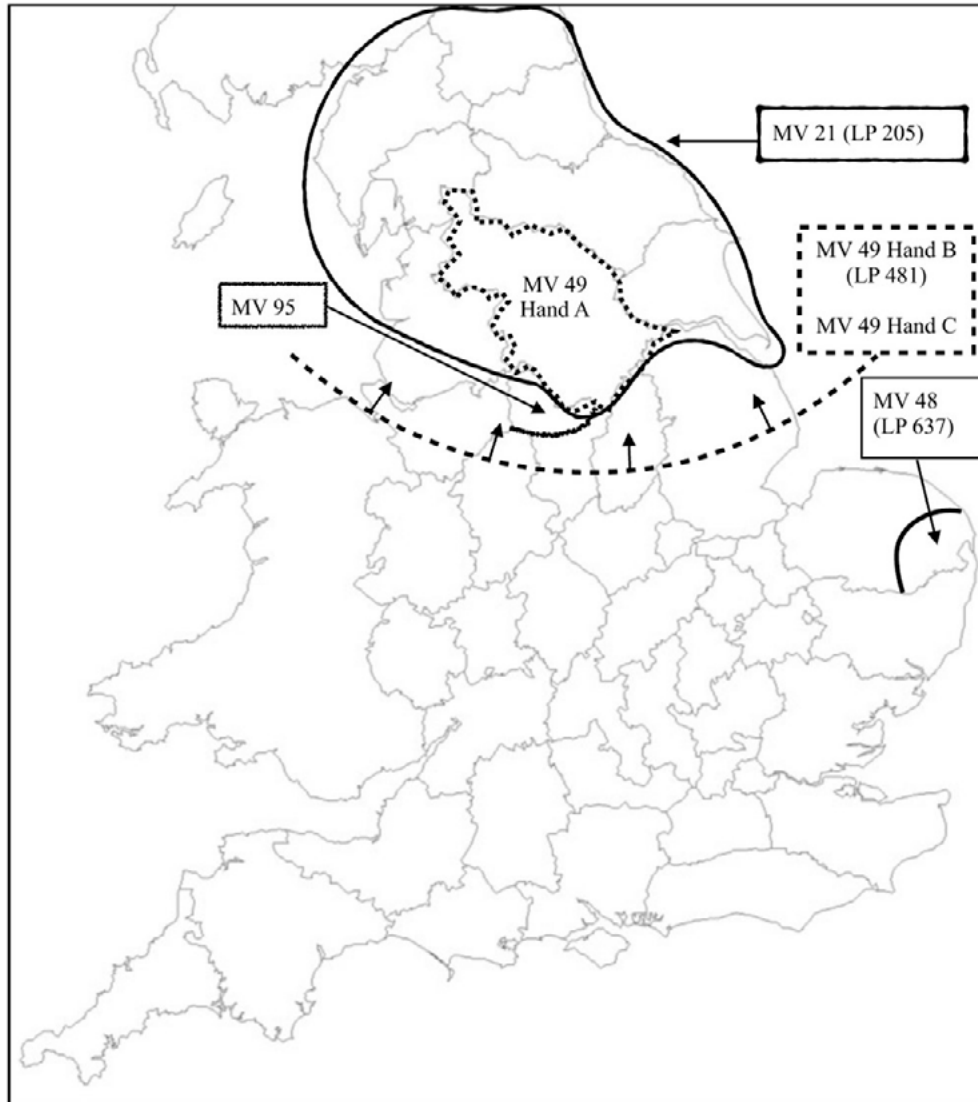 MV 21 (LP 205)
MV 49 Hand B
(LP 481)
MV 49 Hand C
MV 49
Hand A
MV 95
MV 48
(LP 637)